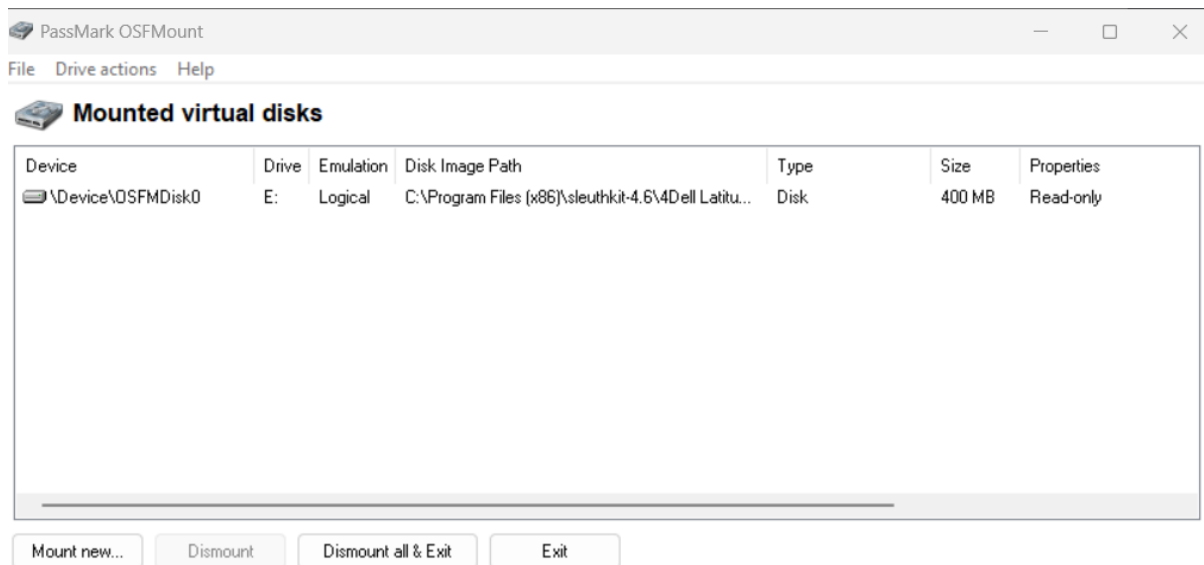 PassMark OSFMount
File Drive actions Help
Mounted virtual disks
Device Drive Emulation Disk Image Path Type Size Properties
\Device\OSFMDisk0 E: Logical C:\Program Files (x86)\sleuthkit-4.6\4Dell Latitu... Disk 400 MB Read-only
Mount new... Dismount Dismount all & Exit Exit